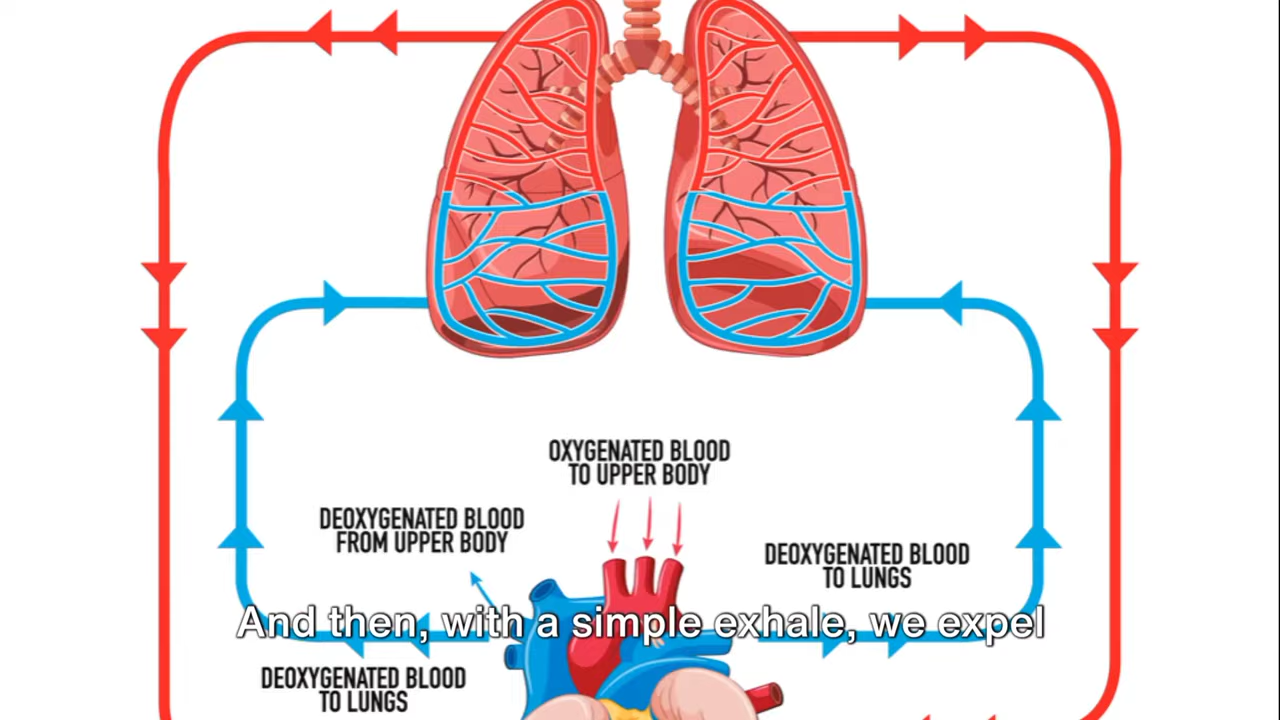 OXYGENATED BLOOD
TO UPPER BODY
DEOXYGENATED BLOOD
FROM UPPER BODY
DEOXYGENATED BLOOD
TO LUNGS
And then, with a simple exhale, we expel
DEOXYGENATED BLOOD
TO LUNGS